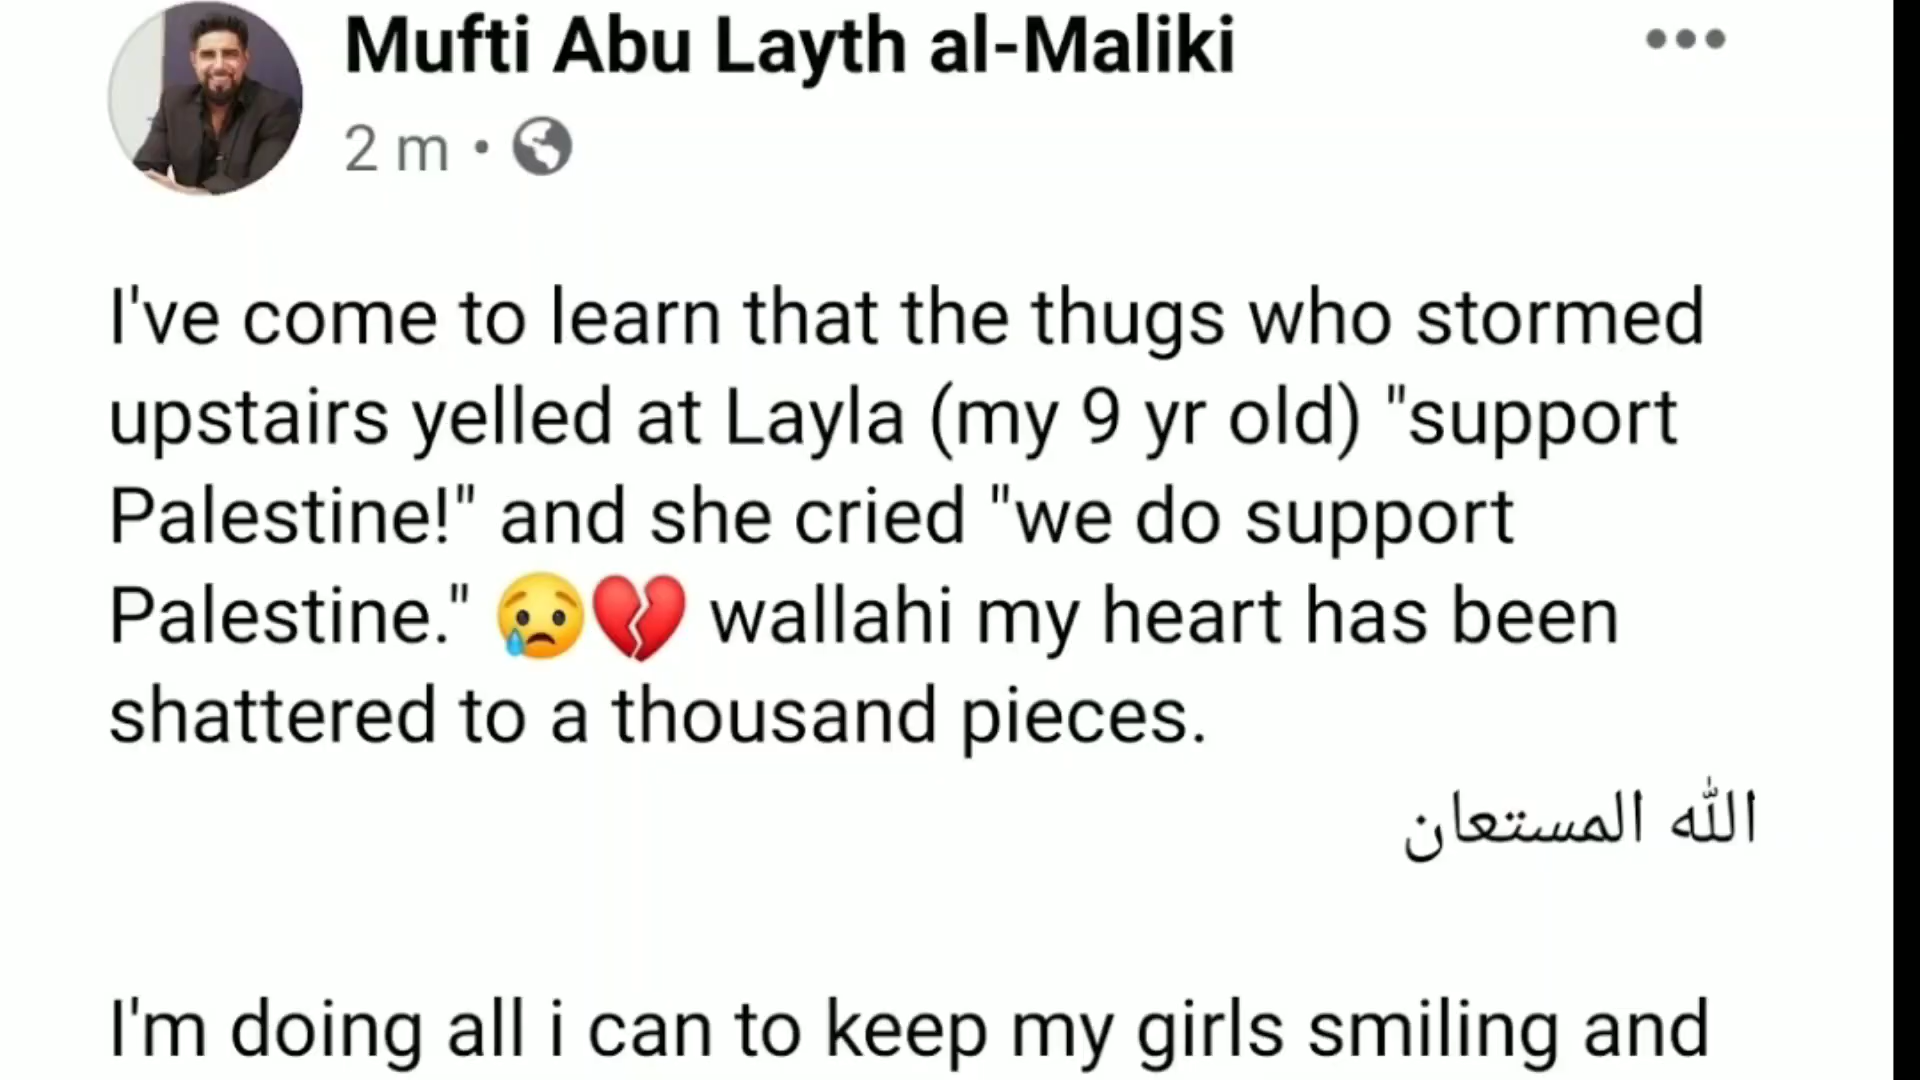 Mufti Abu Layth al-Maliki
2 m •
I've come to learn that the thugs who stormed
upstairs yelled at Layla (my 9 yr old) "support
Palestine!" and she cried "we do support
Palestine." 😢💔 wallahi my heart has been
shattered to a thousand pieces.
الله المستعان
I'm doing all i can to keep my girls smiling and